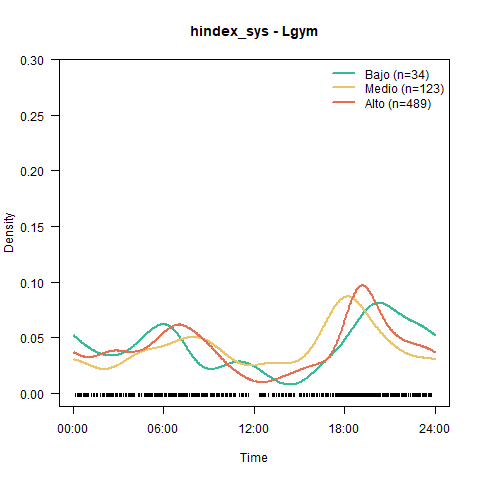 hindex_sys - Lgym
Bajo (n=34)
Medio (n=123)
Alto (n=489)
0.30
0.25
0.20
0.15
0.10
0.05
0.00
Density
00:00 06:00 12:00 18:00 24:00
Time